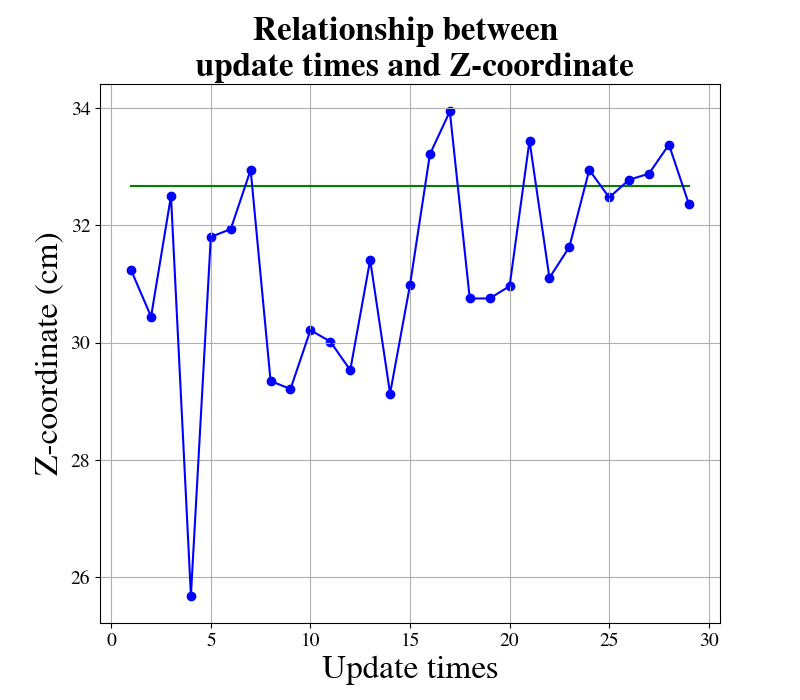 Relationship between
update times and Z-coordinate
34
32
30
28
26
Z-coordinate (cm)
0 5 10 15 20 25 30
Update times